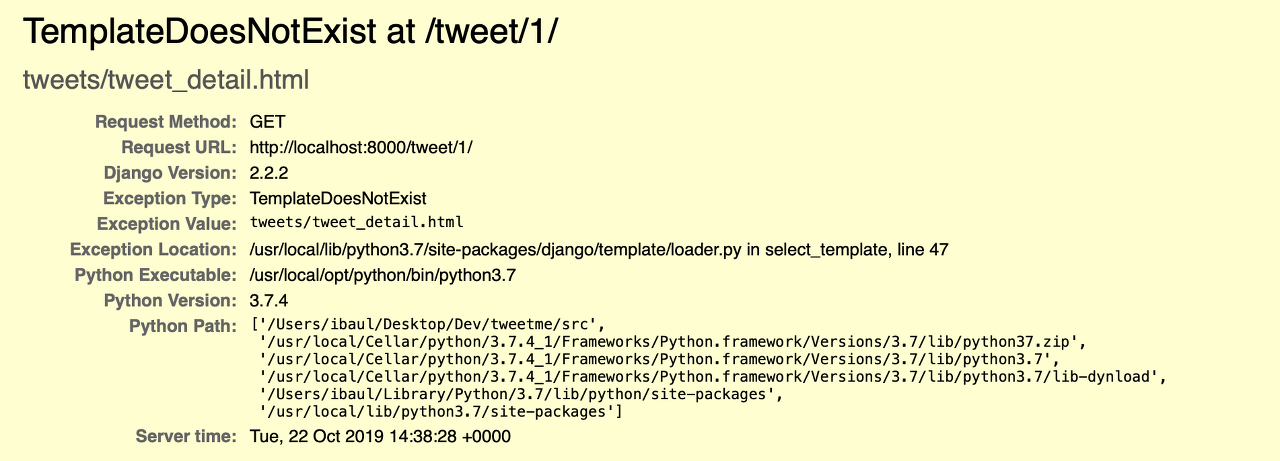 TemplateDoesNotExist at /tweet/1/
tweets/tweet_detail.html
Request Method: GET
Request URL: http://localhost:8000/tweet/1/
Django Version: 2.2.2
Exception Type: TemplateDoesNotExist
Exception Value: tweets/tweet_detail.html
Exception Location: /usr/local/lib/python3.7/site-packages/django/template/loader.py in select_template, line 47
Python Executable: /usr/local/opt/python/bin/python3.7
Python Version: 3.7.4
Python Path: ['/Users/ibaul/Desktop/Dev/tweetme/src',
'/usr/local/Cellar/python/3.7.4_1/Frameworks/Python.framework/Versions/3.7/lib/python37.zip',
'/usr/local/Cellar/python/3.7.4_1/Frameworks/Python.framework/Versions/3.7/lib/python3.7',
'/usr/local/Cellar/python/3.7.4_1/Frameworks/Python.framework/Versions/3.7/lib/python3.7/lib-dynload',
'/Users/ibaul/Library/Python/3.7/lib/python/site-packages',
'/usr/local/lib/python3.7/site-packages']
Server time: Tue, 22 Oct 2019 14:38:28 +0000